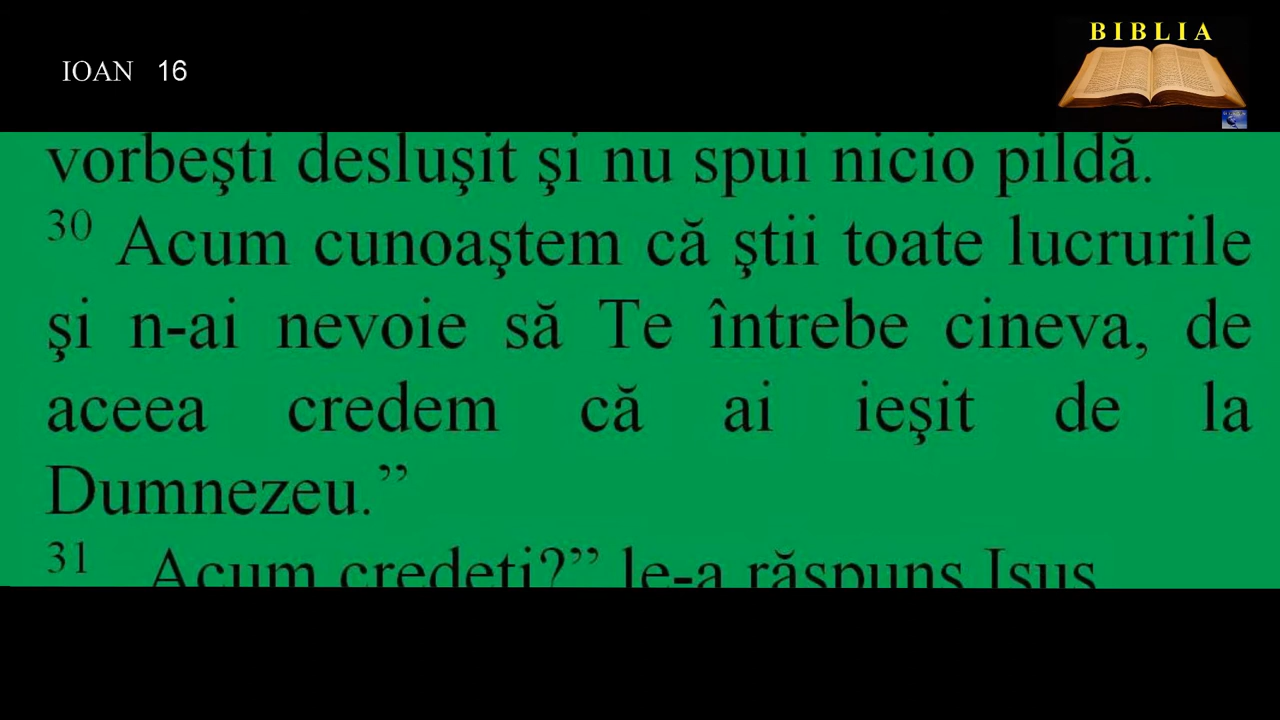 BIBLIA
IOAN 16
vorbeşti desluşit şi nu spui nicio pildă.
30 Acum cunoaştem că ştii toate lucrurile
şi n-ai nevoie să Te întrebe cineva, de
aceea credem că ai ieşit de la
Dumnezeu.”
31 Acum credeţi?” le-a răspuns Isus